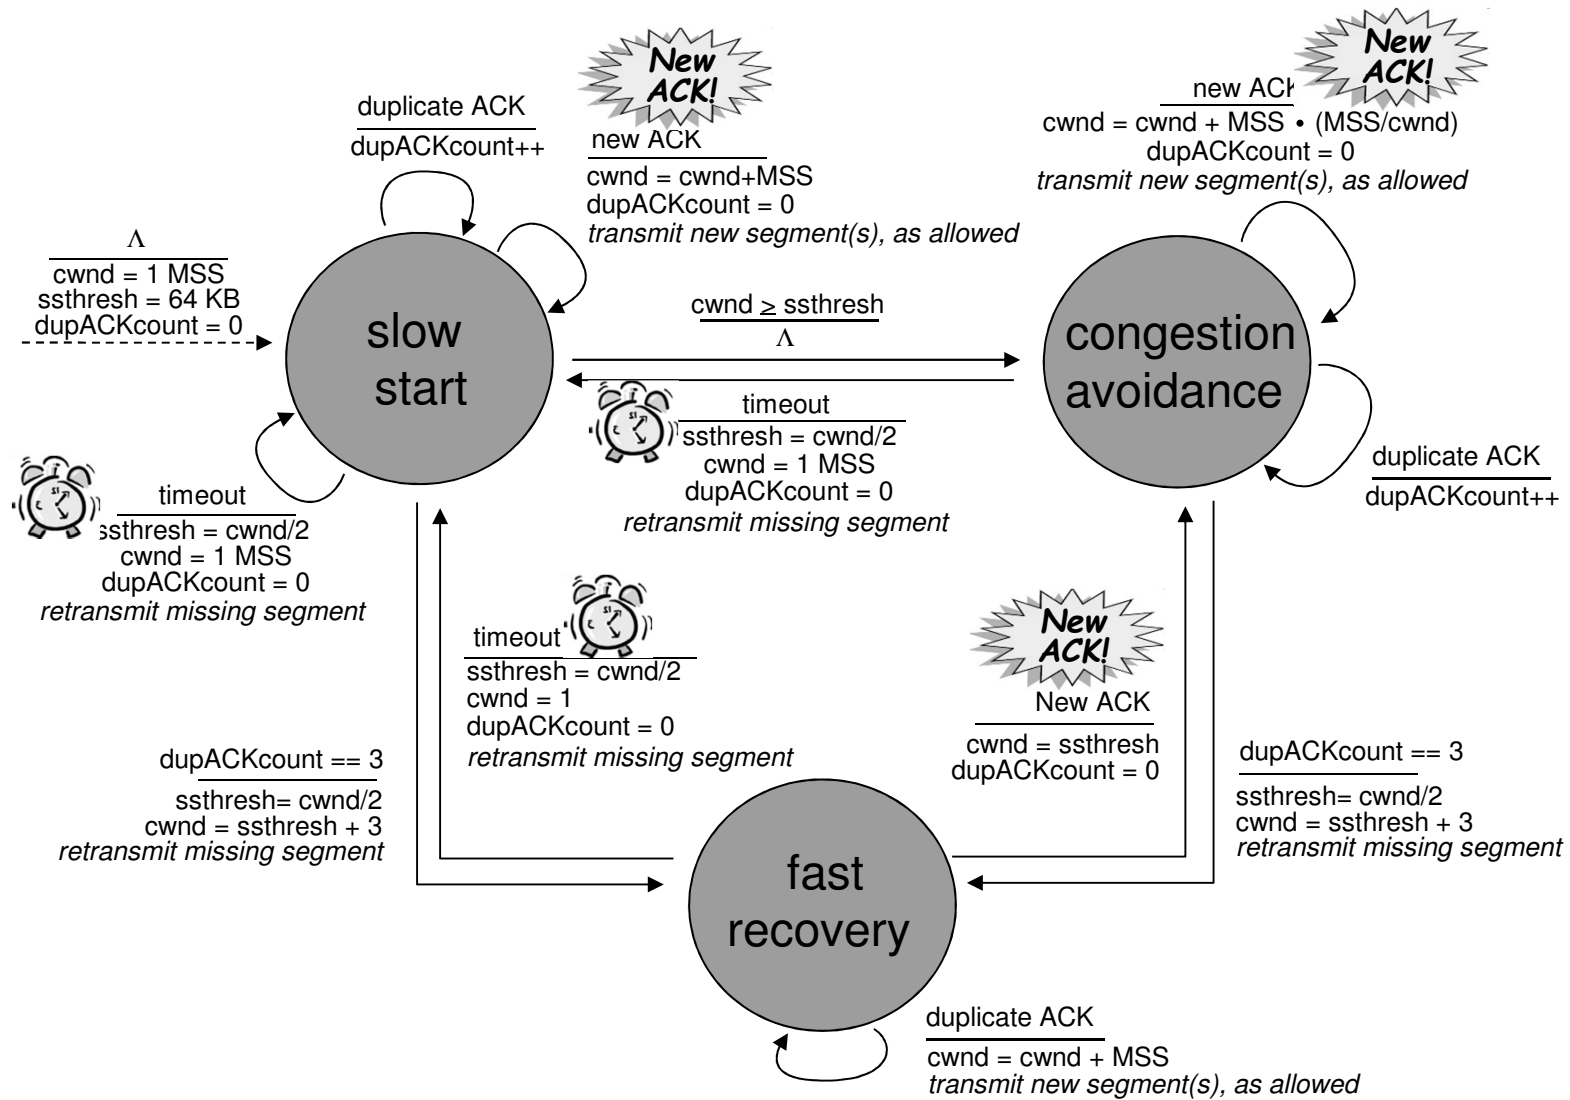 New
ACK!
duplicate ACK
dupACKcount++
new ACK
cwnd = cwnd+MSS
dupACKcount = 0
transmit new segment(s), as allowed
New
ACK!
new ACK
cwnd = cwnd + MSS • (MSS/cwnd)
dupACKcount = 0
transmit new segment(s), as allowed
Λ
cwnd = 1 MSS
ssthresh = 64 KB
dupACKcount = 0
slow
start
cwnd ≥ ssthresh
Λ
congestion
avoidance
timeout
ssthresh = cwnd/2
cwnd = 1 MSS
dupACKcount = 0
retransmit missing segment
duplicate ACK
dupACKcount++
timeout
ssthresh = cwnd/2
cwnd = 1 MSS
dupACKcount = 0
retransmit missing segment
timeout
ssthresh = cwnd/2
cwnd = 1
dupACKcount = 0
retransmit missing segment
New
ACK!
New ACK
cwnd = ssthresh
dupACKcount = 0
dupACKcount == 3
ssthresh= cwnd/2
cwnd = ssthresh + 3
retransmit missing segment
dupACKcount == 3
ssthresh= cwnd/2
cwnd = ssthresh + 3
retransmit missing segment
fast
recovery
duplicate ACK
cwnd = cwnd + MSS
transmit new segment(s), as allowed